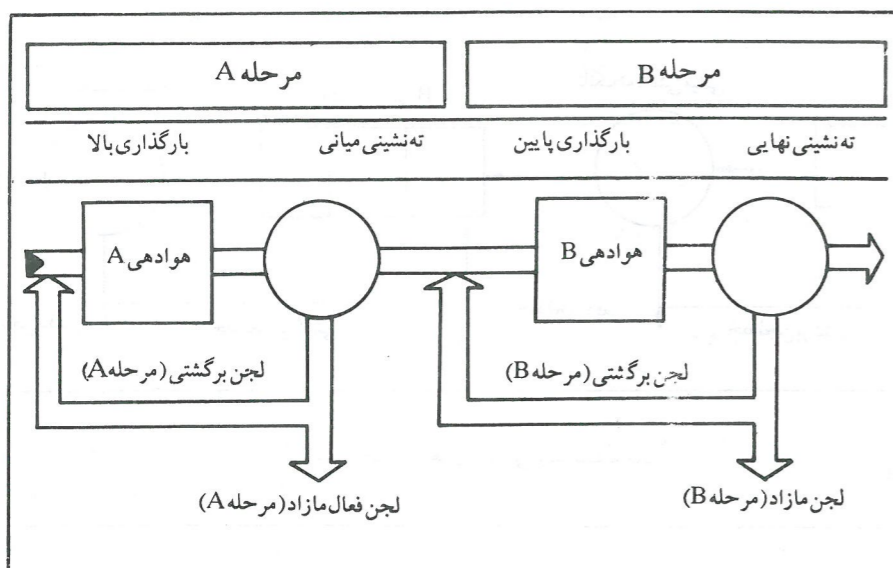 مرحله A
مرحله B
بارگذاری بالا
ته‌نشینی میانی
بارگذاری پایین
ته‌نشینی نهایی
هوادهی A
هوادهی B
لجن برگشتی (مرحله A)
لجن برگشتی (مرحله B)
لجن فعال مازاد (مرحله A)
لجن مازاد (مرحله B)